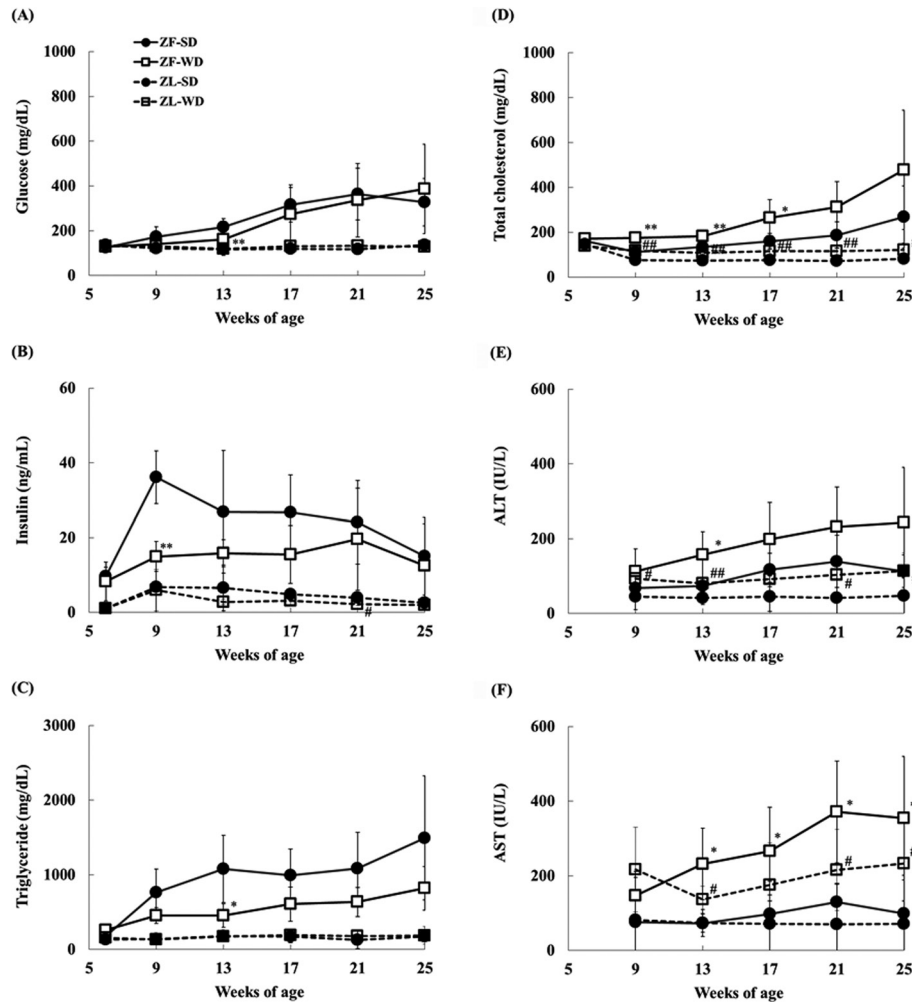 (A)
ZF-SD
ZF-WD
ZL-SD
ZL-WD
1000
800
600
400
200
0
Glucose (mg/dL)
**
5 9 13 17 21 25
Weeks of age
(B)
60
40
20
0
Insulin (ng/mL)
**
#
5 9 13 17 21 25
Weeks of age
(C)
3000
2000
1000
0
Triglyceride (mg/dL)
*
5 9 13 17 21 25
Weeks of age
(D)
1000
800
600
400
200
0
Total cholesterol (mg/dL)
** ** *
## ## ## ##
5 9 13 17 21 25
Weeks of age
(E)
600
400
200
0
ALT (IU/L)
*
# ## #
5 9 13 17 21 25
Weeks of age
(F)
600
400
200
0
AST (IU/L)
* * *
# #
5 9 13 17 21 25
Weeks of age